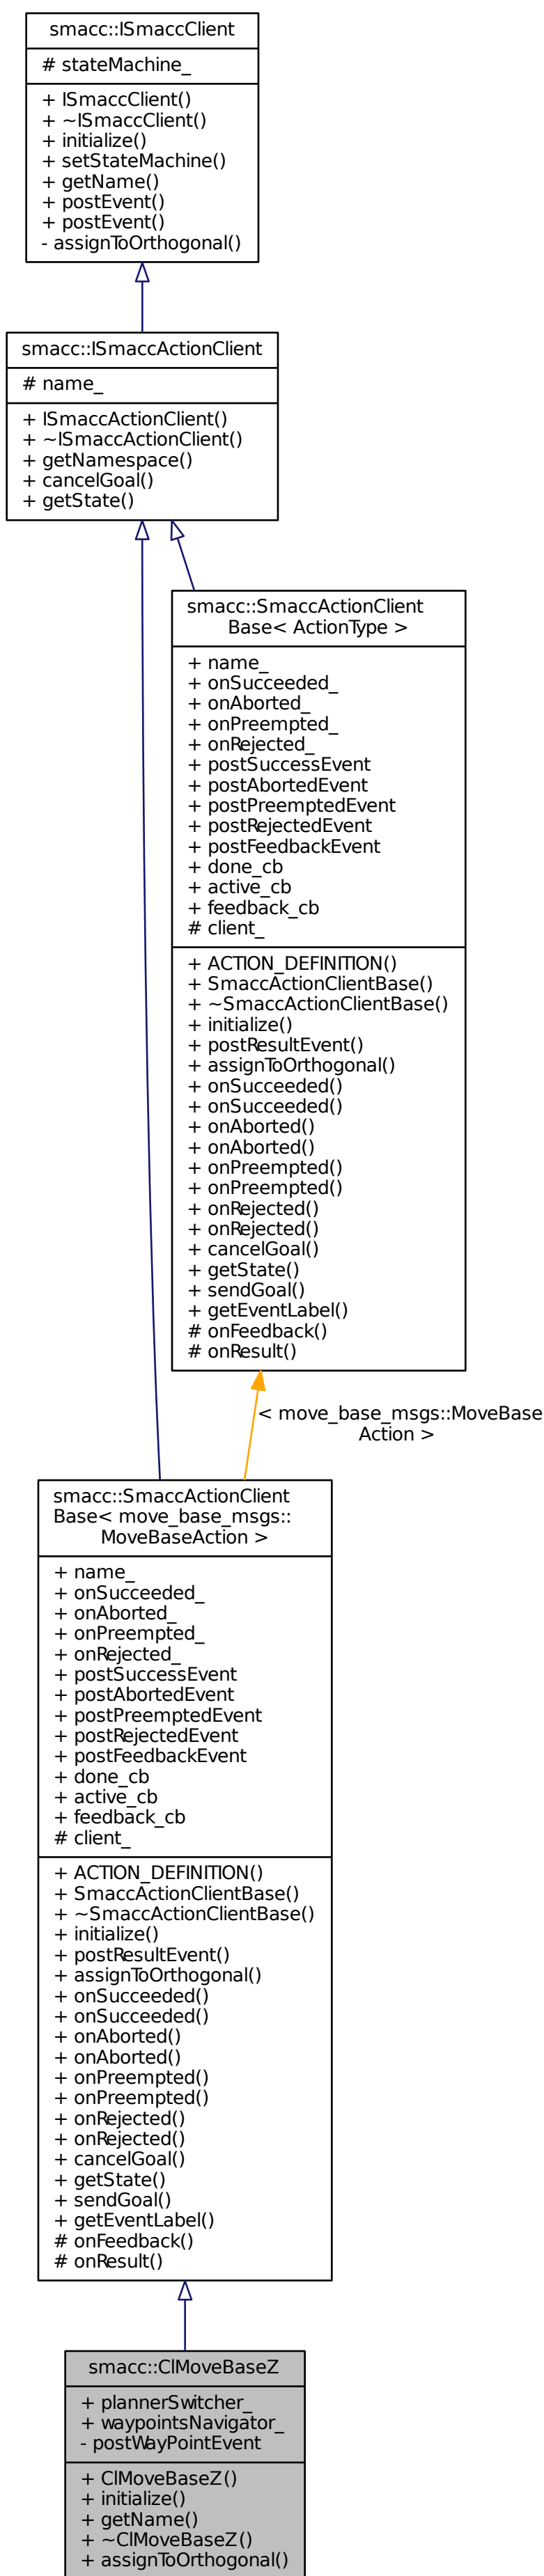 smacc::ISmaccClient
# stateMachine_
+ ISmaccClient()
+ ~ISmaccClient()
+ initialize()
+ setStateMachine()
+ getName()
+ postEvent()
+ postEvent()
- assignToOrthogonal()
smacc::ISmaccActionClient
# name_
+ ISmaccActionClient()
+ ~ISmaccActionClient()
+ getNamespace()
+ cancelGoal()
+ getState()
smacc::SmaccActionClient
Base< ActionType >
+ name_
+ onSucceeded_
+ onAborted_
+ onPreempted_
+ onRejected_
+ postSuccessEvent
+ postAbortedEvent
+ postPreemptedEvent
+ postRejectedEvent
+ postFeedbackEvent
+ done_cb
+ active_cb
+ feedback_cb
# client_
+ ACTION_DEFINITION()
+ SmaccActionClientBase()
+ ~SmaccActionClientBase()
+ initialize()
+ postResultEvent()
+ assignToOrthogonal()
+ onSucceeded()
+ onSucceeded()
+ onAborted()
+ onAborted()
+ onPreempted()
+ onPreempted()
+ onRejected()
+ onRejected()
+ cancelGoal()
+ getState()
+ sendGoal()
+ getEventLabel()
# onFeedback()
# onResult()
< move_base_msgs::MoveBase
Action >
smacc::SmaccActionClient
Base< move_base_msgs::
MoveBaseAction >
+ name_
+ onSucceeded_
+ onAborted_
+ onPreempted_
+ onRejected_
+ postSuccessEvent
+ postAbortedEvent
+ postPreemptedEvent
+ postRejectedEvent
+ postFeedbackEvent
+ done_cb
+ active_cb
+ feedback_cb
# client_
+ ACTION_DEFINITION()
+ SmaccActionClientBase()
+ ~SmaccActionClientBase()
+ initialize()
+ postResultEvent()
+ assignToOrthogonal()
+ onSucceeded()
+ onSucceeded()
+ onAborted()
+ onAborted()
+ onPreempted()
+ onPreempted()
+ onRejected()
+ onRejected()
+ cancelGoal()
+ getState()
+ sendGoal()
+ getEventLabel()
# onFeedback()
# onResult()
smacc::ClMoveBaseZ
+ plannerSwitcher_
+ waypointsNavigator_
- postWayPointEvent
+ ClMoveBaseZ()
+ initialize()
+ getName()
+ ~ClMoveBaseZ()
+ assignToOrthogonal()